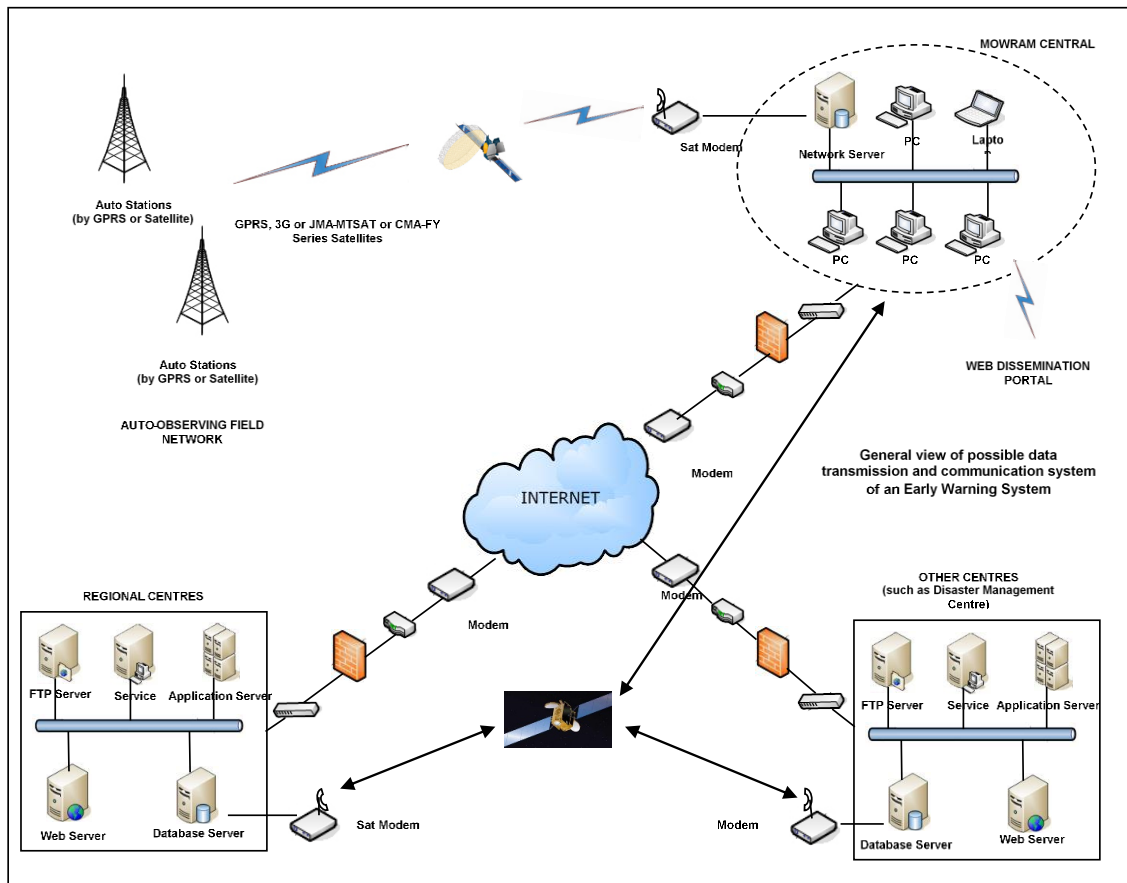 MOWRAM CENTRAL
Sat Modem
Network Server
PC
Lapto
PC
PC
PC
Auto Stations
(by GPRS or Satellite)
GPRS, 3G or JMA-MTSAT or CMA-FY
Series Satellites
Auto Stations
(by GPRS or Satellite)
AUTO-OBSERVING FIELD
NETWORK
WEB DISSEMINATION
PORTAL
Modem
General view of possible data
transmission and communication system
of an Early Warning System
INTERNET
REGIONAL CENTRES
Modem
Modem
OTHER CENTRES
(such as Disaster Management
Centre)
FTP Server
Service
Application Server
Web Server
Database Server
Sat Modem
Modem
FTP Server
Service
Application Server
Database Server
Web Server